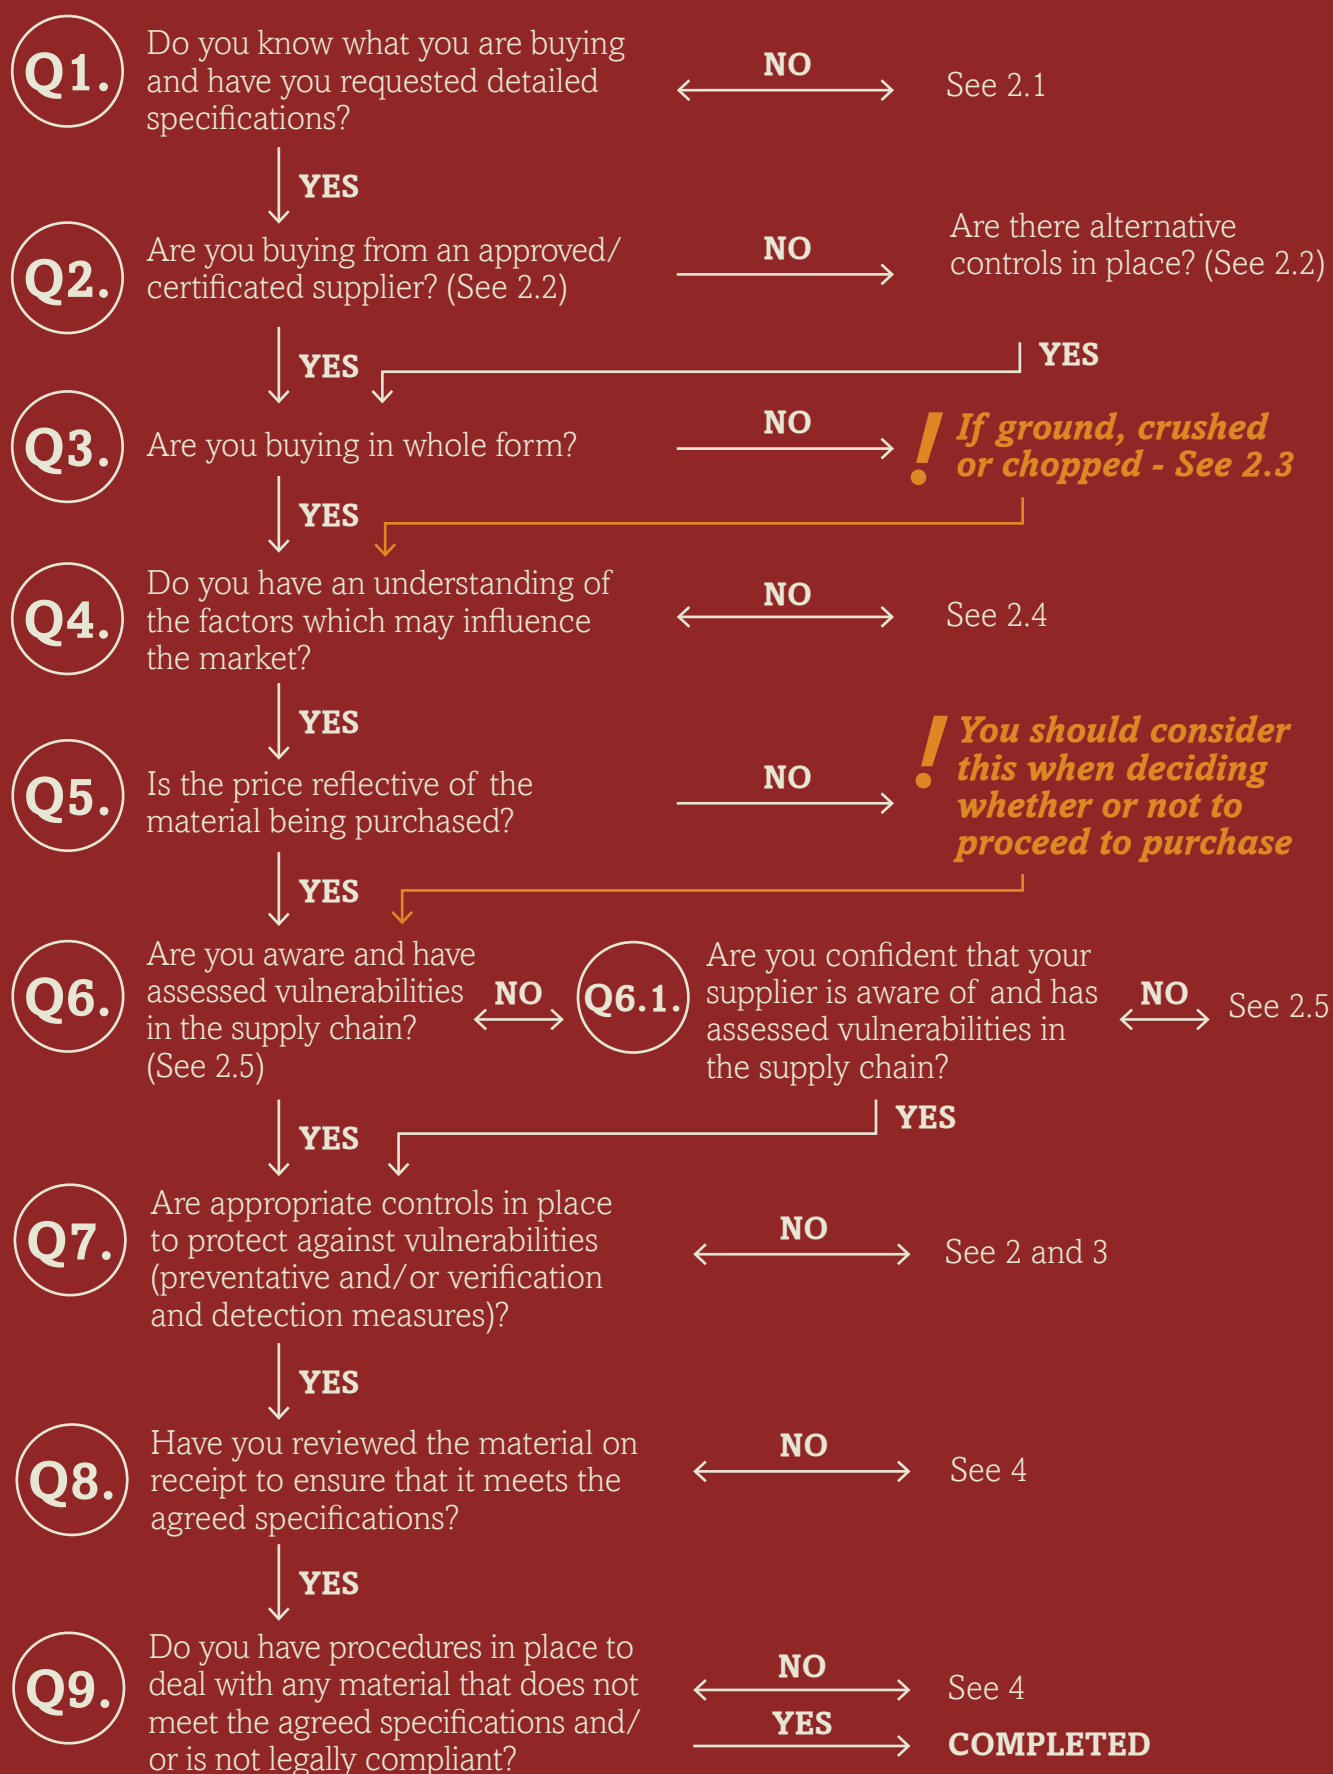 Q1.
Do you know what you are buying
and have you requested detailed
specifications?
NO
See 2.1
YES
Q2.
Are you buying from an approved/
certificated supplier? (See 2.2)
NO
Are there alternative
controls in place? (See 2.2)
YES
YES
Q3.
Are you buying in whole form?
NO
! If ground, crushed
or chopped - See 2.3
YES
Q4.
Do you have an understanding of
the factors which may influence
the market?
NO
See 2.4
YES
Q5.
Is the price reflective of the
material being purchased?
NO
! You should consider
this when deciding
whether or not to
proceed to purchase
YES
Q6.
Are you aware and have
assessed vulnerabilities
in the supply chain?
(See 2.5)
NO
Q6.1.
Are you confident that your
supplier is aware of and has
assessed vulnerabilities in
the supply chain?
NO
See 2.5
YES
YES
Q7.
Are appropriate controls in place
to protect against vulnerabilities
(preventative and/or verification
and detection measures)?
NO
See 2 and 3
YES
Q8.
Have you reviewed the material on
receipt to ensure that it meets the
agreed specifications?
NO
See 4
YES
Q9.
Do you have procedures in place to
deal with any material that does not
meet the agreed specifications and/
or is not legally compliant?
NO
See 4
YES
COMPLETED